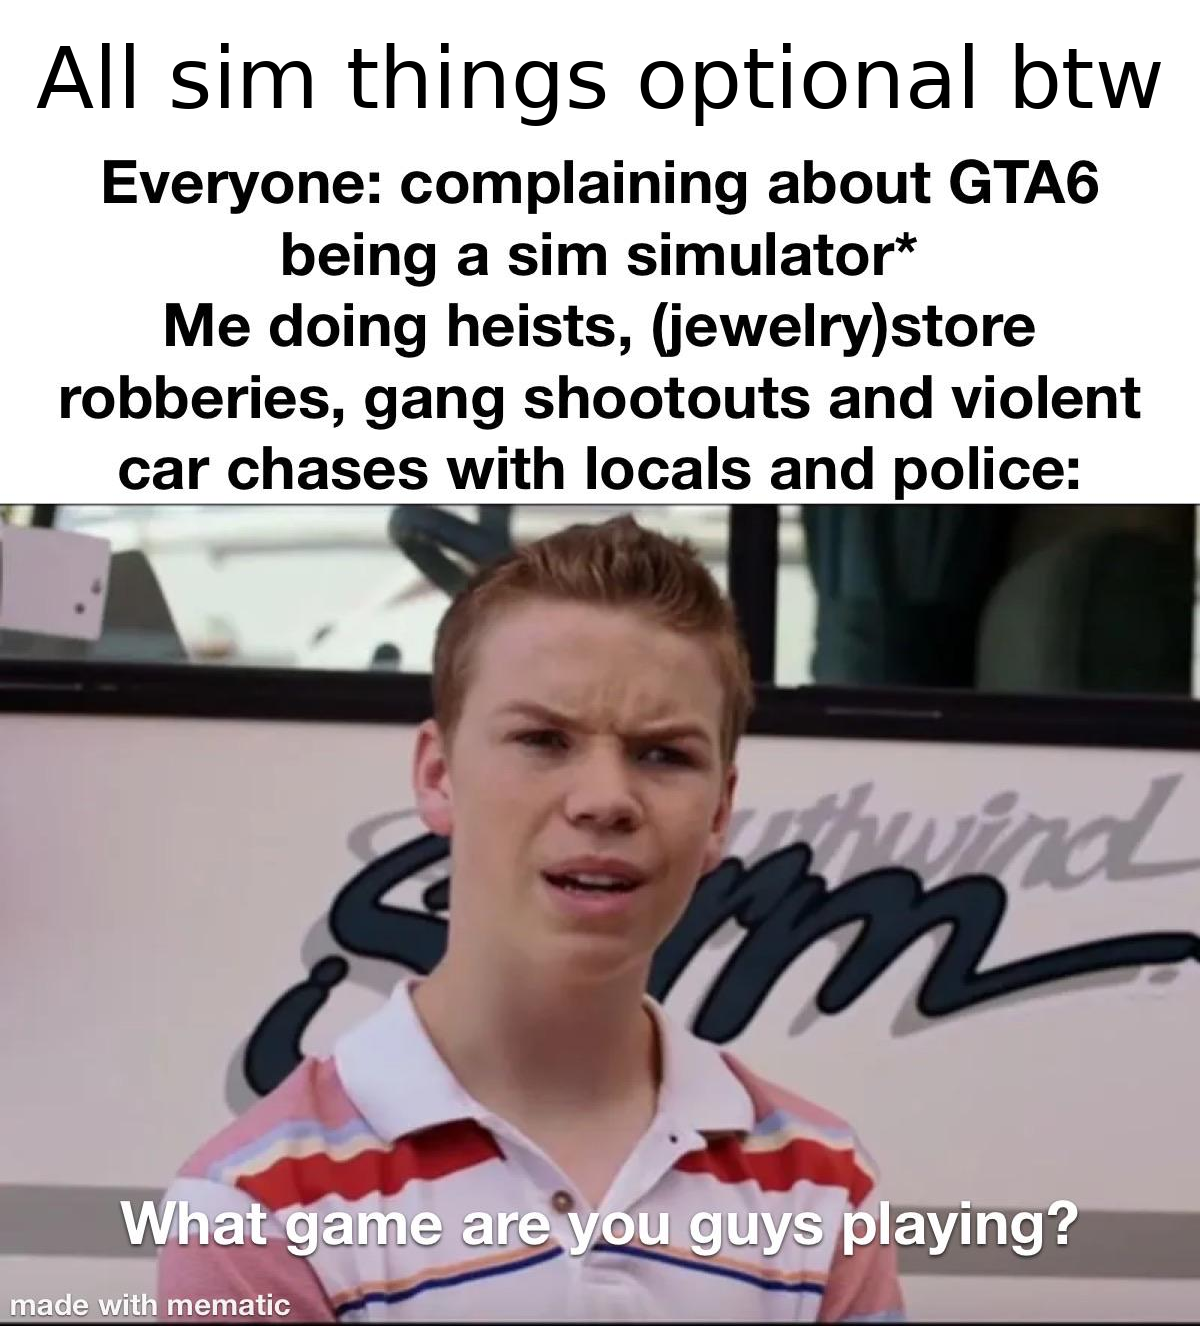 All sim things optional btw
Everyone: complaining about GTA6
being a sim simulator*
Me doing heists, (jewelry)store
robberies, gang shootouts and violent
car chases with locals and police:
What game are you guys playing?
made with mematic